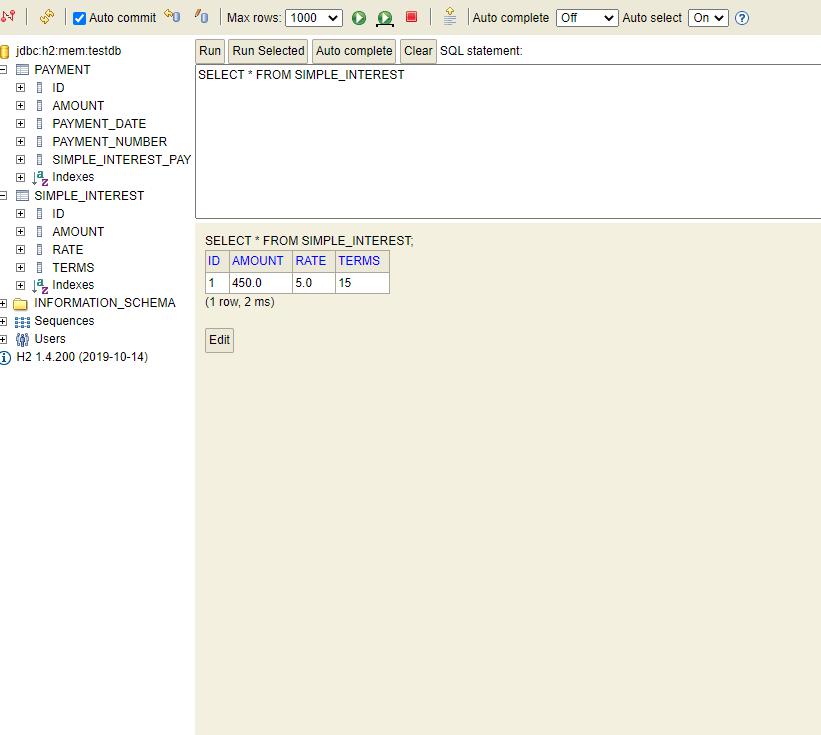 Auto commit Max rows: 1000 Auto complete Off Auto select On ?
jdbc:h2:mem:testdb
PAYMENT
ID
AMOUNT
PAYMENT_DATE
PAYMENT_NUMBER
SIMPLE_INTEREST_PAY
Indexes
SIMPLE_INTEREST
ID
AMOUNT
RATE
TERMS
Indexes
INFORMATION_SCHEMA
Sequences
Users
H2 1.4.200 (2019-10-14)
Run Run Selected Auto complete Clear SQL statement:
SELECT * FROM SIMPLE_INTEREST
SELECT * FROM SIMPLE_INTEREST;
ID AMOUNT RATE TERMS
1 450.0 5.0 15
(1 row, 2 ms)
Edit